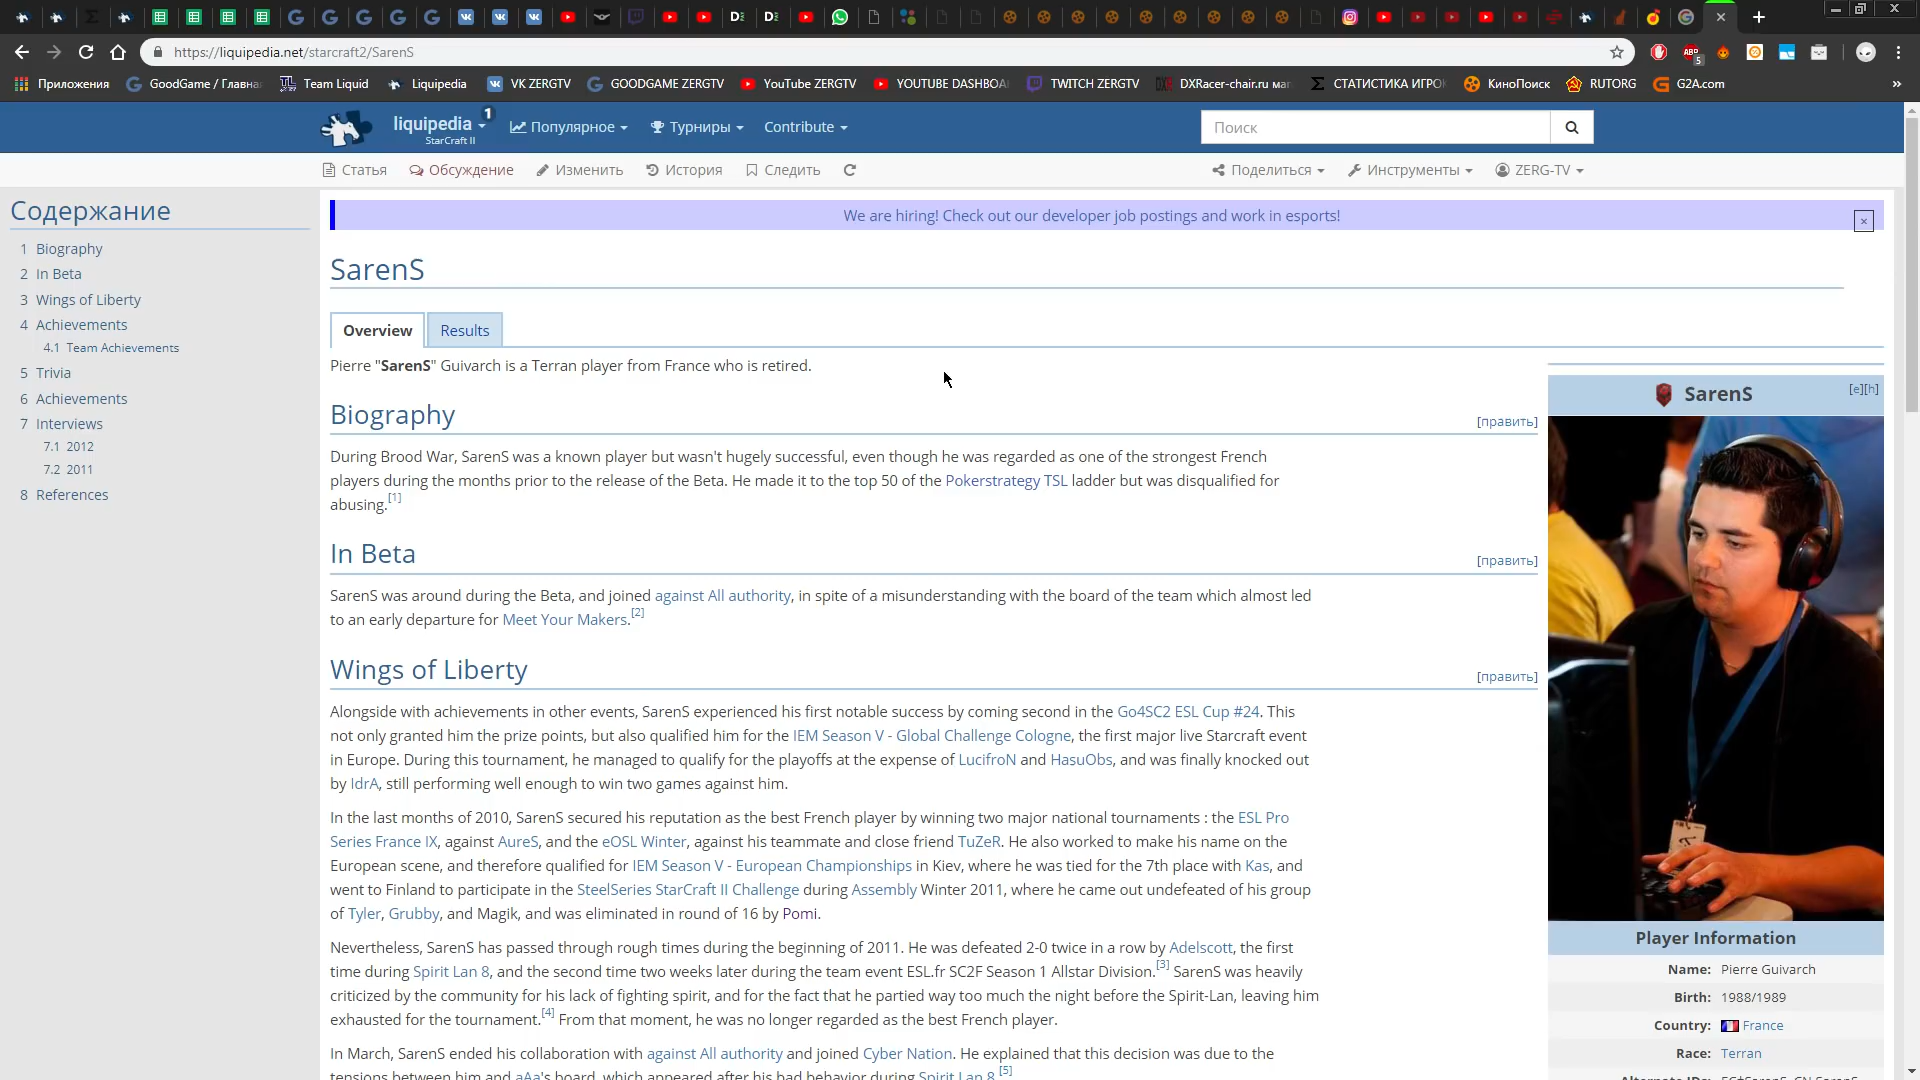 https://liquipedia.net/starcraft2/SarenS
Приложения
GoodGame / Главна
Team Liquid
Liquipedia
VK ZERGTV
GOODGAME ZERGTV
YouTube ZERGTV
YOUTUBE DASHBOA
TWITCH ZERGTV
DXRacer-chair.ru маг
СТАТИСТИКА ИГРОК
КиноПоиск
RUTORG
G2A.com
liquipedia 1
StarCraft II
Популярное
Турниры
Contribute
Поиск
Статья
Обсуждение
Изменить
История
Следить
Поделиться
Инструменты
ZERG-TV
Содержание
1 Biography
2 In Beta
3 Wings of Liberty
4 Achievements
4.1 Team Achievements
5 Trivia
6 Achievements
7 Interviews
7.1 2012
7.2 2011
8 References
We are hiring! Check out our developer job postings and work in esports!
SarenS
Overview
Results
Pierre "SarenS" Guivarch is a Terran player from France who is retired.
Biography
[править]
During Brood War, SarenS was a known player but wasn't hugely successful, even though he was regarded as one of the strongest French
players during the months prior to the release of the Beta. He made it to the top 50 of the Pokerstrategy TSL ladder but was disqualified for
abusing.[1]
In Beta
[править]
SarenS was around during the Beta, and joined against All authority, in spite of a misunderstanding with the board of the team which almost led
to an early departure for Meet Your Makers.[2]
Wings of Liberty
[править]
Alongside with achievements in other events, SarenS experienced his first notable success by coming second in the Go4SC2 ESL Cup #24. This
not only granted him the prize points, but also qualified him for the IEM Season V - Global Challenge Cologne, the first major live Starcraft event
in Europe. During this tournament, he managed to qualify for the playoffs at the expense of LucifroN and HasuObs, and was finally knocked out
by IdrA, still performing well enough to win two games against him.
In the last months of 2010, SarenS secured his reputation as the best French player by winning two major national tournaments : the ESL Pro
Series France IX, against AureS, and the eOSL Winter, against his teammate and close friend TuZeR. He also worked to make his name on the
European scene, and therefore qualified for IEM Season V - European Championships in Kiev, where he was tied for the 7th place with Kas, and
went to Finland to participate in the SteelSeries StarCraft II Challenge during Assembly Winter 2011, where he came out undefeated of his group
of Tyler, Grubby, and Magik, and was eliminated in round of 16 by Pomi.
Nevertheless, SarenS has passed through rough times during the beginning of 2011. He was defeated 2-0 twice in a row by Adelscott, the first
time during Spirit Lan 8, and the second time two weeks later during the team event ESL.fr SC2F Season 1 Allstar Division.[3] SarenS was heavily
criticized by the community for his lack of fighting spirit, and for the fact that he partied way too much the night before the Spirit-Lan, leaving him
exhausted for the tournament.[4] From that moment, he was no longer regarded as the best French player.
In March, SarenS ended his collaboration with against All authority and joined Cyber Nation. He explained that this decision was due to the
tensions between him and aAa's board, which appeared after his bad behavior during Spirit Lan 8.[5]
SarenS
[e][h]
Player Information
Name: Pierre Guivarch
Birth: 1988/1989
Country: France
Race: Terran